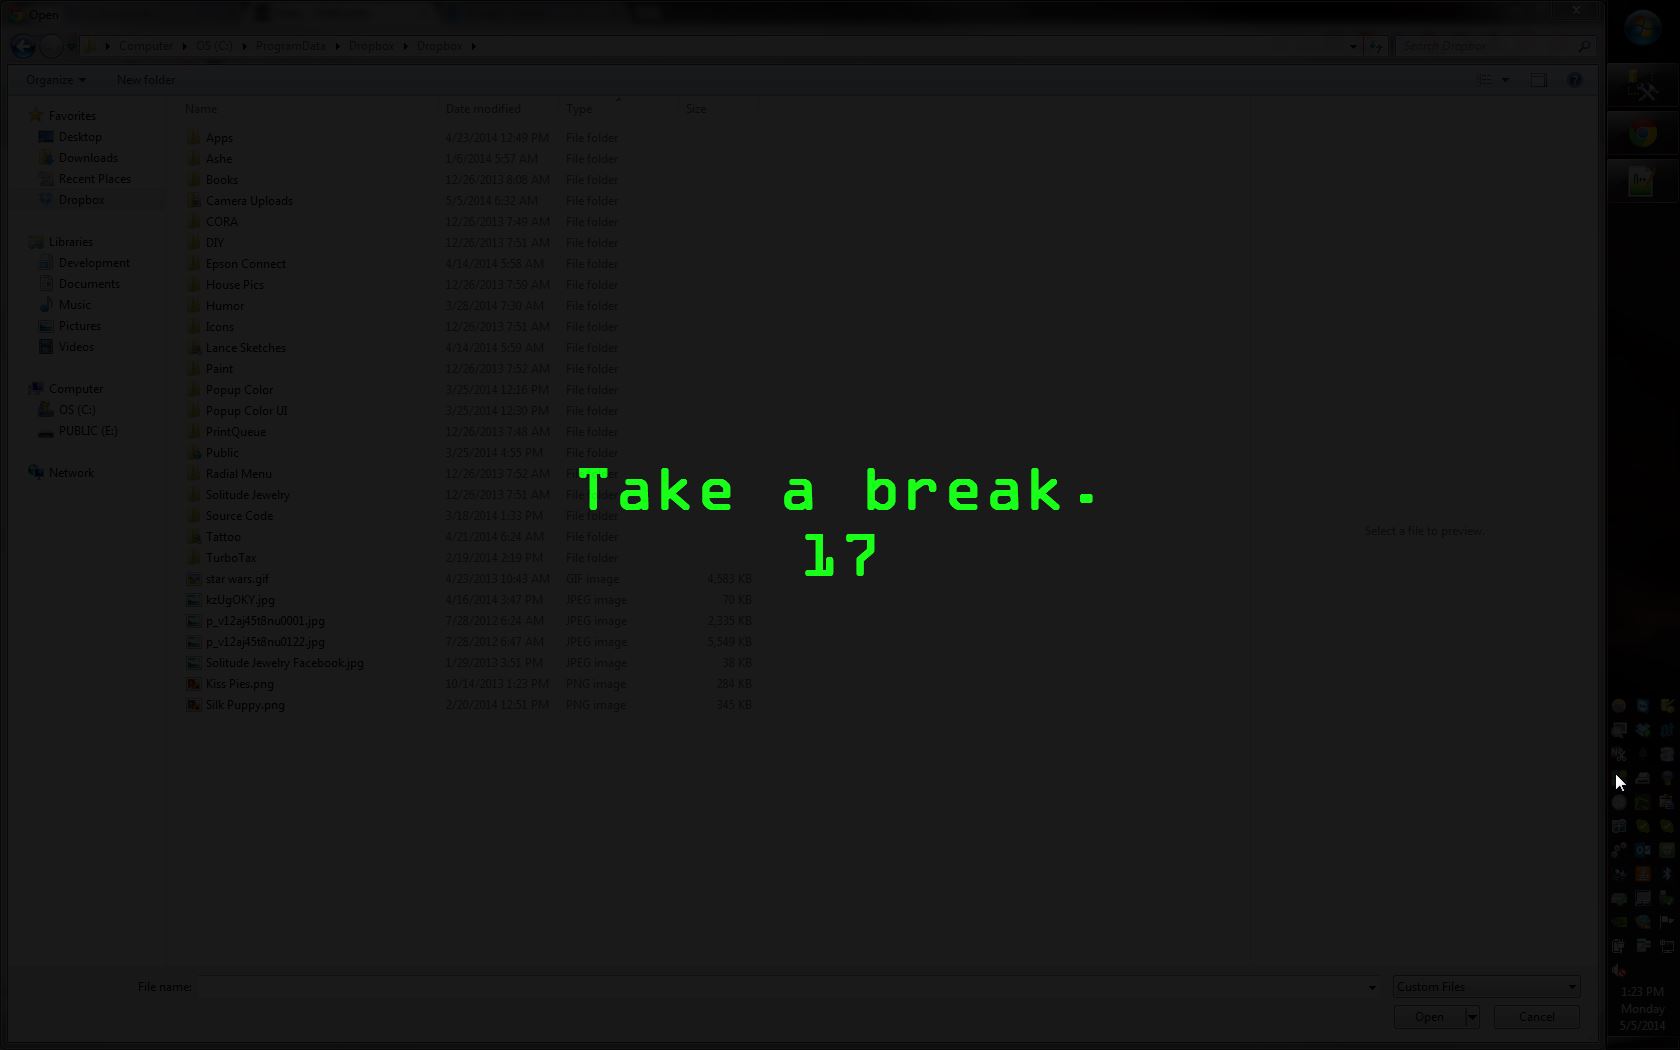 Open
Computer OS (C:) ProgramData Dropbox Dropbox
Search Dropbox
Organize New folder
Name Date modified Type Size
Favorites
Desktop
Downloads
Recent Places
Dropbox
Libraries
Development
Documents
Music
Pictures
Videos
Computer
OS (C:)
PUBLIC (E:)
Network
Apps 4/23/2014 12:49 PM File folder
Ashe 1/6/2014 5:57 AM File folder
Books 12/26/2013 8:08 AM File folder
Camera Uploads 5/5/2014 6:32 AM File folder
CORA 12/26/2013 7:49 AM File folder
DIY 12/26/2013 7:51 AM File folder
Epson Connect 4/14/2014 5:58 AM File folder
House Pics 12/26/2013 7:59 AM File folder
Humor 3/28/2014 7:30 AM File folder
Icons 12/26/2013 7:51 AM File folder
Lance Sketches 4/14/2014 5:59 AM File folder
Paint 12/26/2013 7:52 AM File folder
Popup Color 3/25/2014 12:16 PM File folder
Popup Color UI 3/25/2014 12:30 PM File folder
PrintQueue 12/26/2013 7:48 AM File folder
Public 3/25/2014 4:55 PM File folder
Radial Menu 12/26/2013 7:52 AM File folder
Solitude Jewelry 12/26/2013 7:51 AM File folder
Source Code 3/18/2014 1:33 PM File folder
Tattoo 4/21/2014 6:24 AM File folder
TurboTax 2/19/2014 2:19 PM File folder
star wars.gif 4/23/2013 10:43 AM GIF image 4,583 KB
kzUgOKY.jpg 4/16/2014 3:47 PM JPEG image 70 KB
p_v12aj45t8nu0001.jpg 7/28/2012 6:24 AM JPEG image 2,335 KB
p_v12aj45t8nu0122.jpg 7/28/2012 6:47 AM JPEG image 5,549 KB
Solitude Jewelry Facebook.jpg 1/29/2013 3:51 PM JPEG image 38 KB
Kiss Pies.png 10/14/2013 1:23 PM PNG image 284 KB
Silk Puppy.png 2/20/2014 12:51 PM PNG image 345 KB
Take a break.
17
Select a file to preview.
File name:
Custom Files
Open Cancel
1:23 PM
Monday
5/5/2014